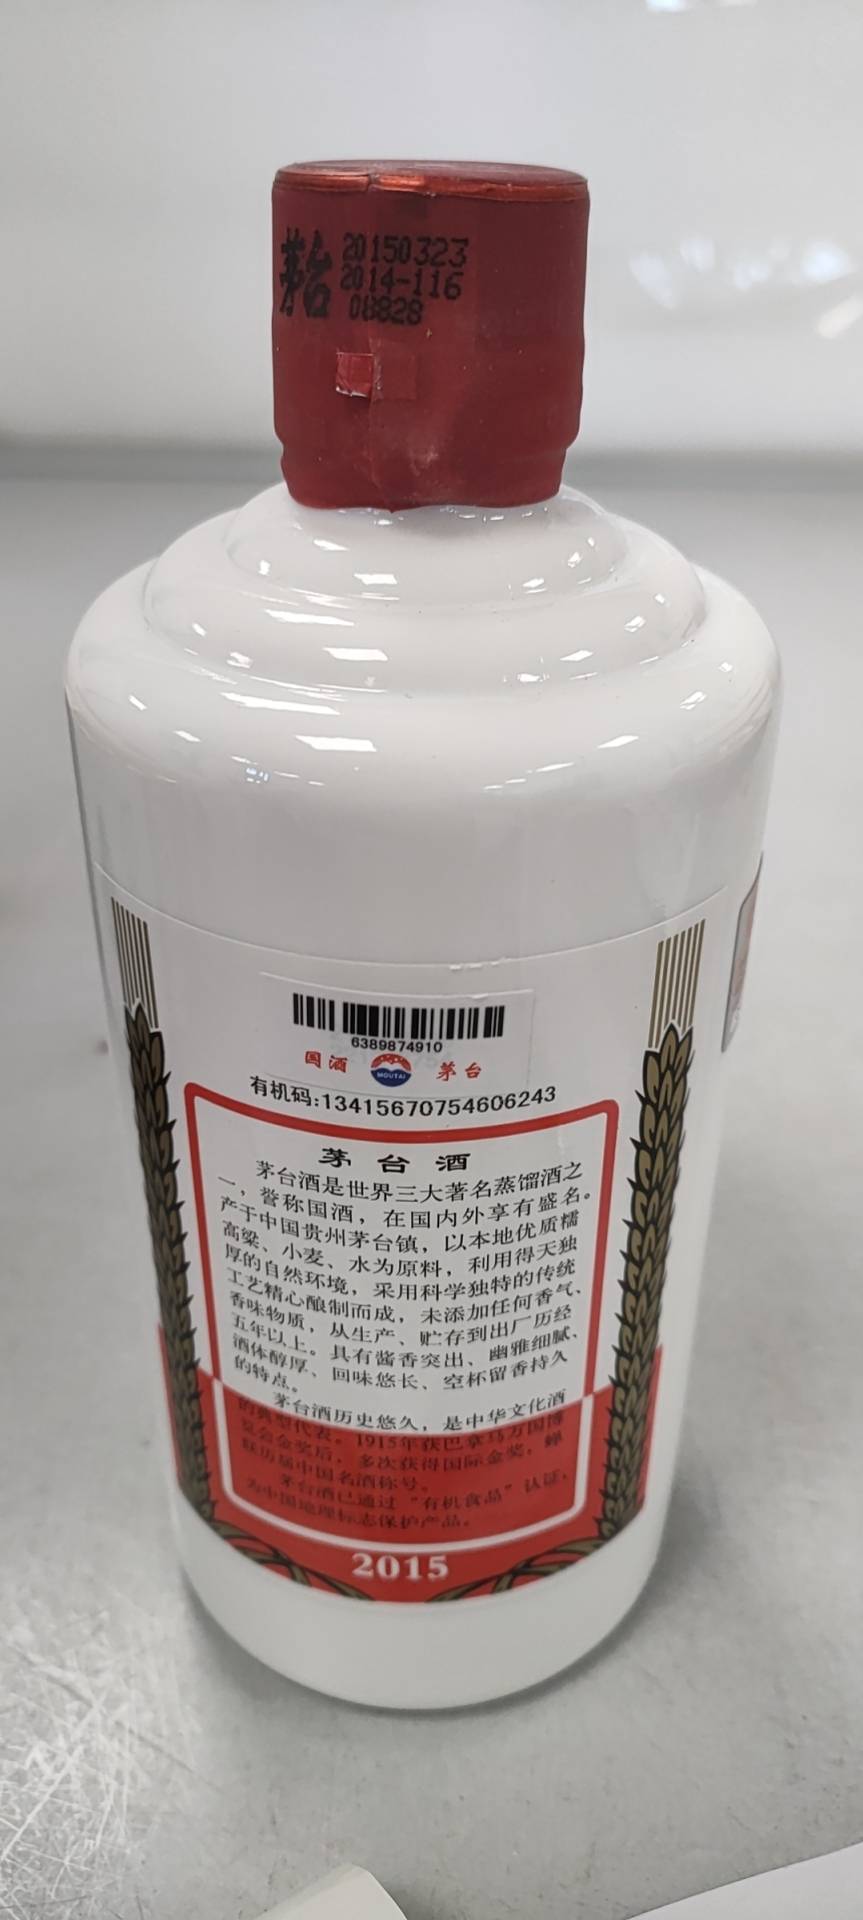 茅台
20150323
2014-116
08828
6389874910
国酒 MOUTAI 茅台
有机码:13415670754606243
茅台酒
茅台酒是世界三大著名蒸馏酒之
一，誉称国酒，在国内外享有盛名。
产于中国贵州茅台镇，以本地优质糯
高粱、小麦、水为原料，利用得天独
厚的自然环境，采用科学独特的传统
工艺精心酿制而成，未添加任何香气、
香味物质，从生产、贮存到出厂历经
五年以上。具有酱香突出、幽雅细腻、
酒体醇厚、回味悠长、空杯留香持久
的特点。
茅台酒历史悠久，是中华文化酒
的典型代表。1915年获巴拿马万国博
览会金奖后，多次获得国际金奖，蝉
联历届中国名酒称号。
茅台酒已通过“有机食品”认证，
为中国地理标志保护产品。
2015